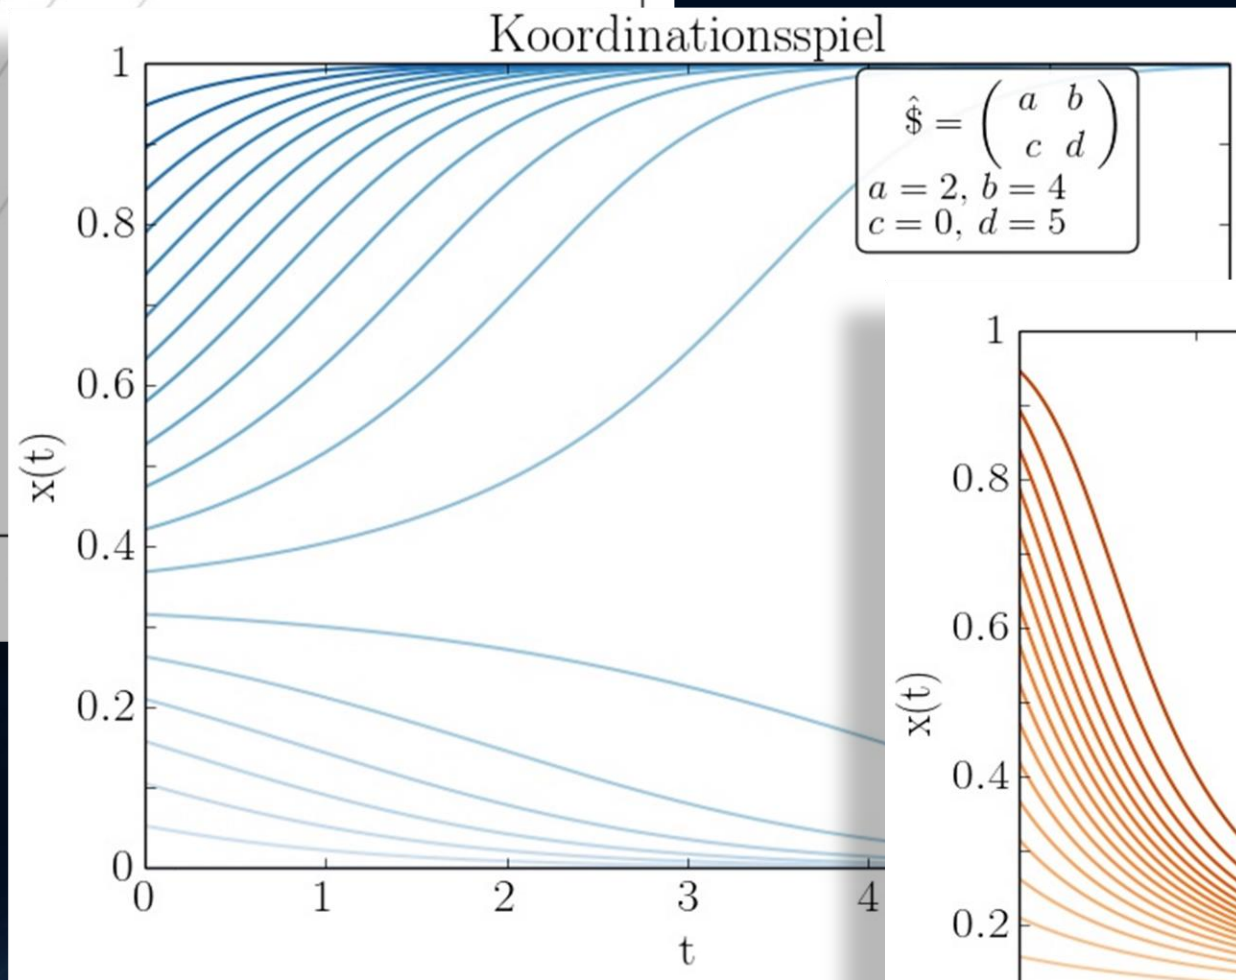 Koordinationsspiel
1
0.8
0.6
0.4
0.2
0
x(t)
0 1 2 3 4
t
$̂ = ( a b
c d )
a = 2, b = 4
c = 0, d = 5
1
0.8
0.6
0.4
0.2
x(t)